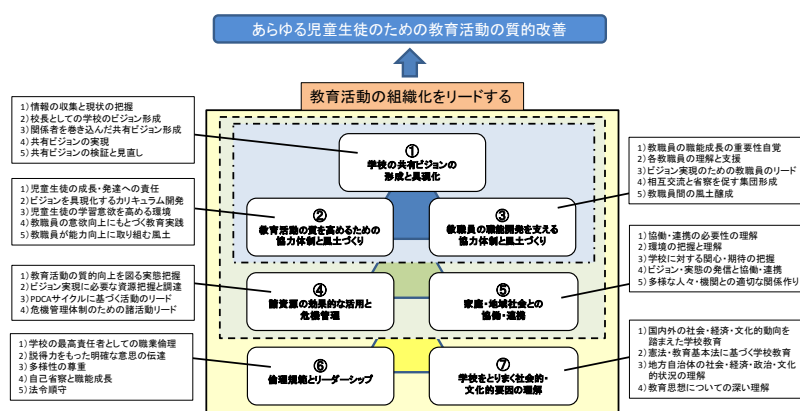 あらゆる児童生徒のための教育活動の質的改善
教育活動の組織化をリードする
1)情報の収集と現状の把握
2)校長としての学校のビジョン形成
3)関係者を巻き込んだ共有ビジョン形成
4)共有ビジョンの実現
5)共有ビジョンの検証と見直し
①
学校の共有ビジョンの
形成と具現化
1)教職員の職能成長の重要性自覚
2)各教職員の理解と支援
3)ビジョン実現のための教職員のリード
4)相互交流と省察を促す集団形成
5)教職員間の風土醸成
1)児童生徒の成長・発達への責任
2)ビジョンを具現化するカリキュラム開発
3)児童生徒の学習意欲を高める環境
4)教職員の意欲向上にもとづく教育実践
5)教職員が能力向上に取り組む風土
②
教育活動の質を高めるための
協力体制と風土づくり
③
教職員の職能開発を支える
協力体制と風土づくり
1)協働・連携の必要性の理解
2)環境の把握と理解
3)学校に対する関心・期待の把握
4)ビジョン・実態の発信と協働・連携
5)多様な人々・機関との適切な関係作り
1)教育活動の質的向上を図る実態把握
2)ビジョン実現に必要な資源把握と調達
3)PDCAサイクルに基づく活動のリード
4)危機管理体制のための諸活動リード
④
諸資源の効果的な活用と
危機管理
⑤
家庭・地域社会との
協働・連携
1)学校の最高責任者としての職業倫理
2)説得力をもった明確な意思の伝達
3)多様性の尊重
4)自己省察と職能成長
5)法令順守
⑥
倫理規範とリーダーシップ
⑦
学校をとりまく社会的・
文化的要因の理解
1)国内外の社会・経済・文化的動向を
踏まえた学校教育
2)憲法・教育基本法に基づく学校教育
3)地方自治体の社会・経済・政治・文化
的状況の理解
4)教育思想についての深い理解